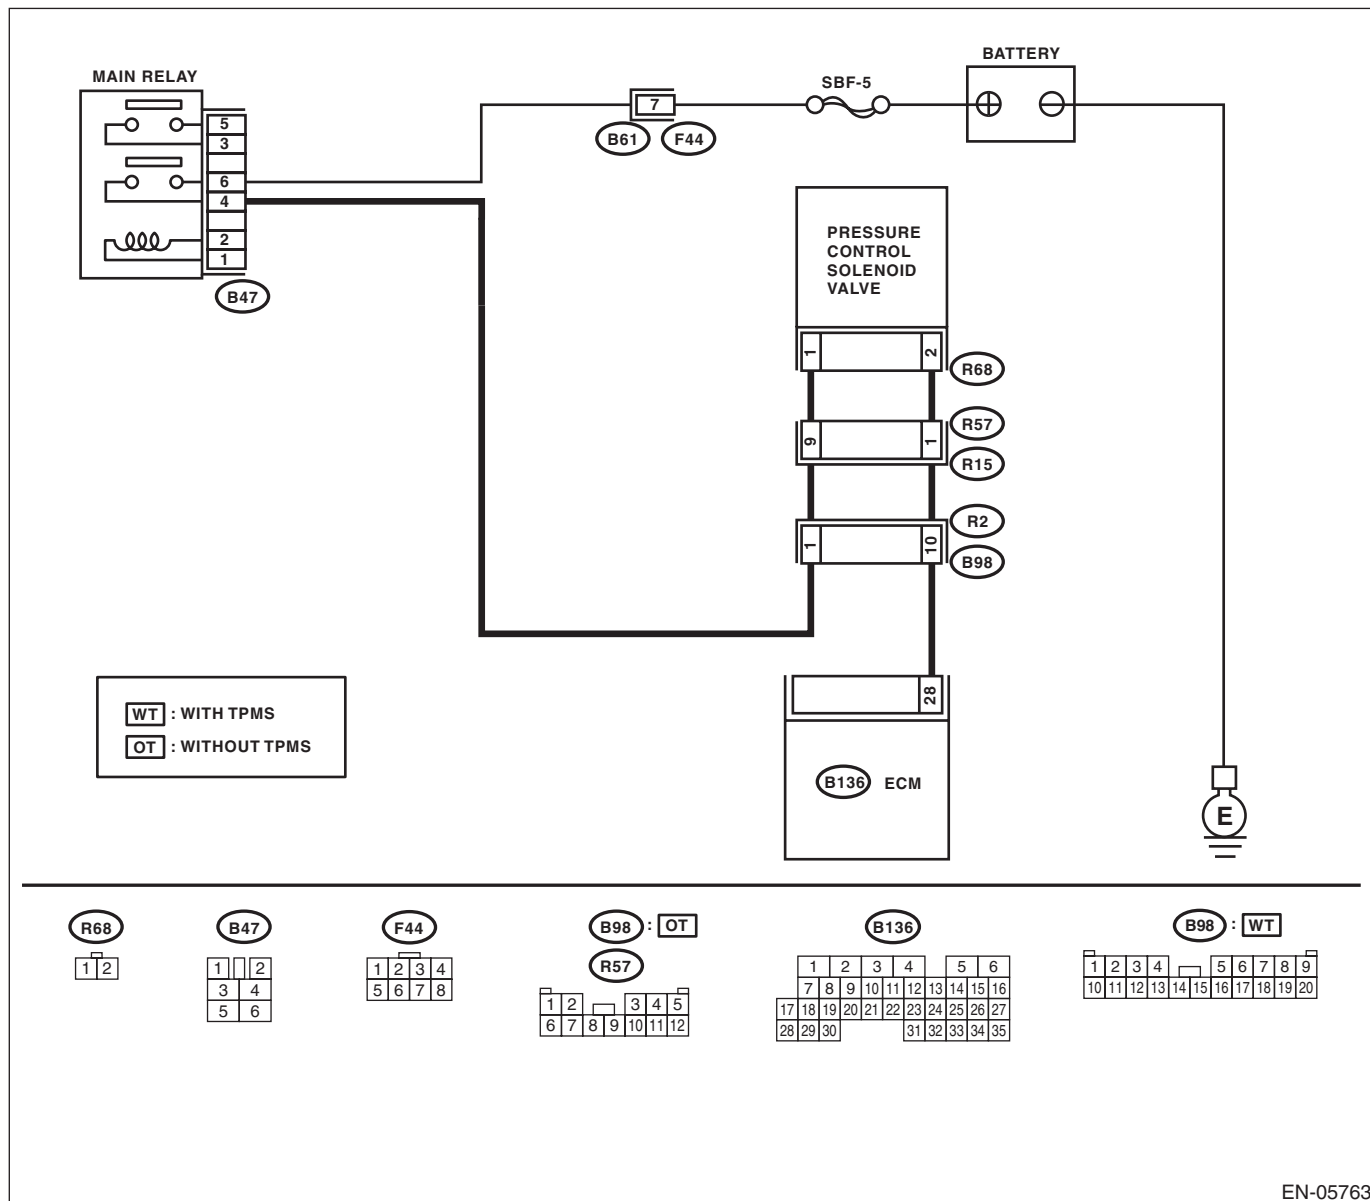 BATTERY
MAIN RELAY
SBF-5
5
3
6
4
2
1
B47
7
B61
F44
PRESSURE
CONTROL
SOLENOID
VALVE
1
2
R68
9
1
R57
R15
1
10
R2
B98
28
B136 ECM
WT : WITH TPMS
OT : WITHOUT TPMS
E
R68
1 2
B47
1 2
3 4
5 6
F44
1 2 3 4
5 6 7 8
B98 : OT
R57
1 2 3 4 5
6 7 8 9 10 11 12
B136
1 2 3 4 5 6
7 8 9 10 11 12 13 14 15 16
17 18 19 20 21 22 23 24 25 26 27
28 29 30 31 32 33 34 35
B98 : WT
1 2 3 4 5 6 7 8 9
10 11 12 13 14 15 16 17 18 19 20
EN-05763